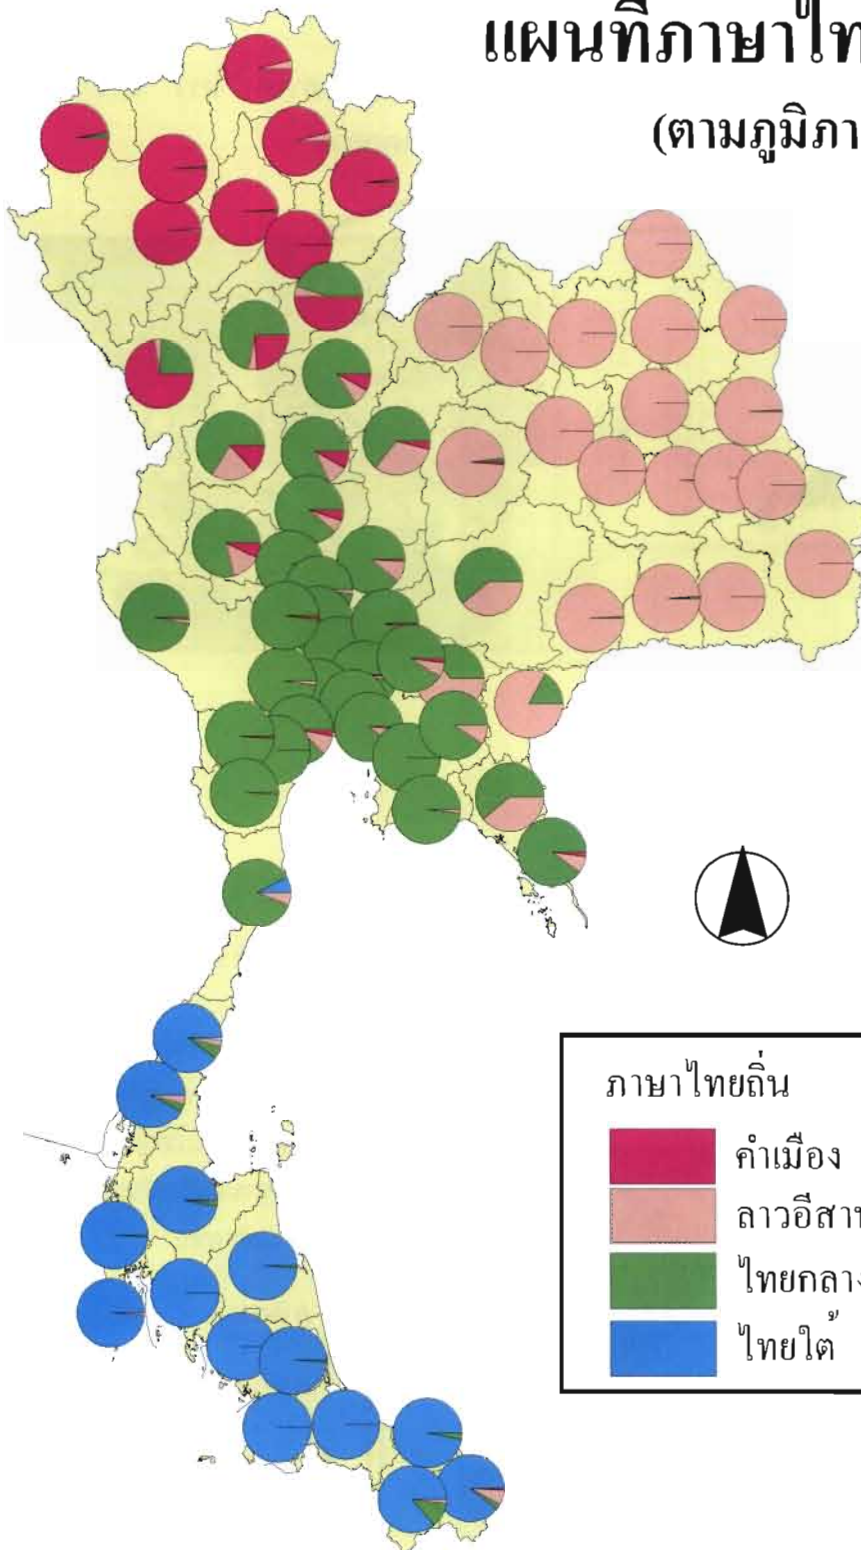 แผนที่ภาษาไท
(ตามภูมิภา
ภาษาไทยถิ่น
คำเมือง
ลาวอีสา
ไทยกลาง
ไทยใต้